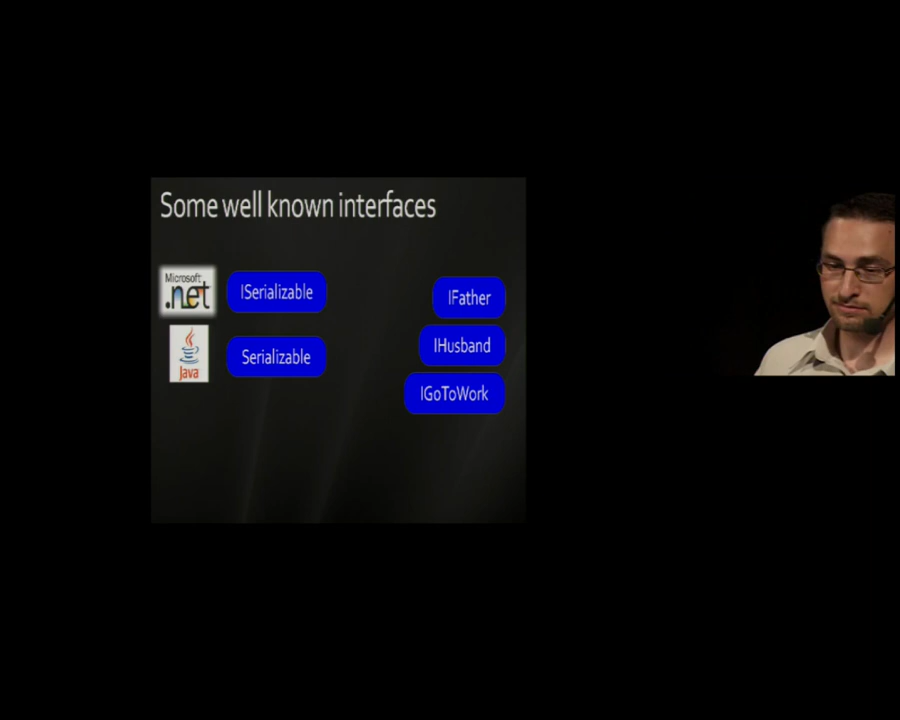 Some well known interfaces
Microsoft
.net
ISerializable
Java
Serializable
IFather
IHusband
IGoToWork